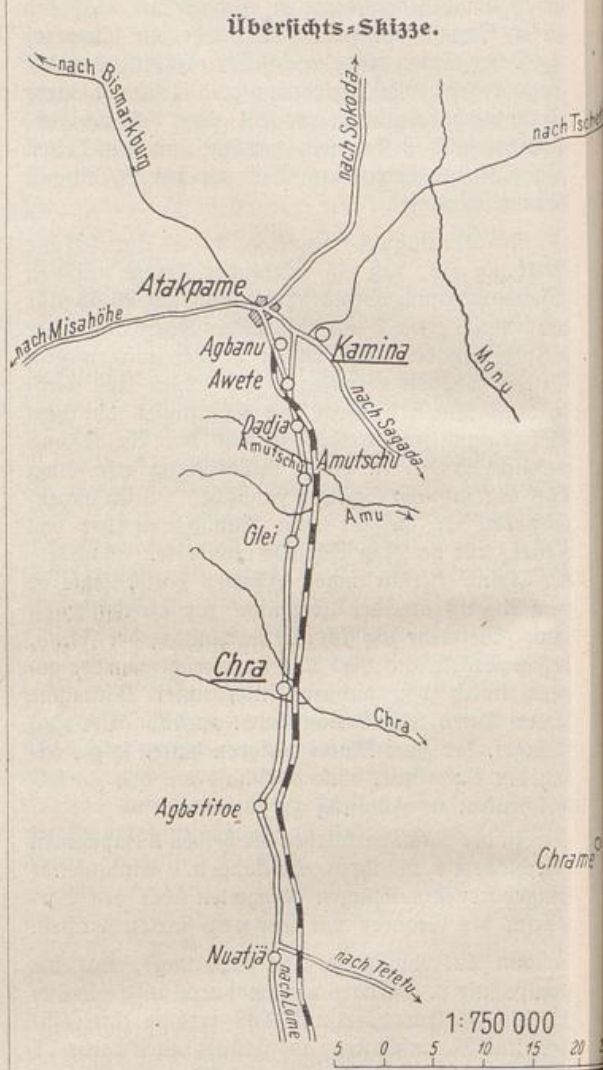 Überſichts=Skizze.
nach Bismarkburg
nach Sokoda
nach Tsche
Atakpame
nach Misahöhe
Agbanu
Kamina
Monu
Awete
nach Sagada
Dadja
Amutschu
Amutschu
Amu
Glei
Chra
Chra
Agbatitoe
Chrame
Nuatjä
nach Tetetu
nach Lome
1:750 000
5 0 5 10 15 20